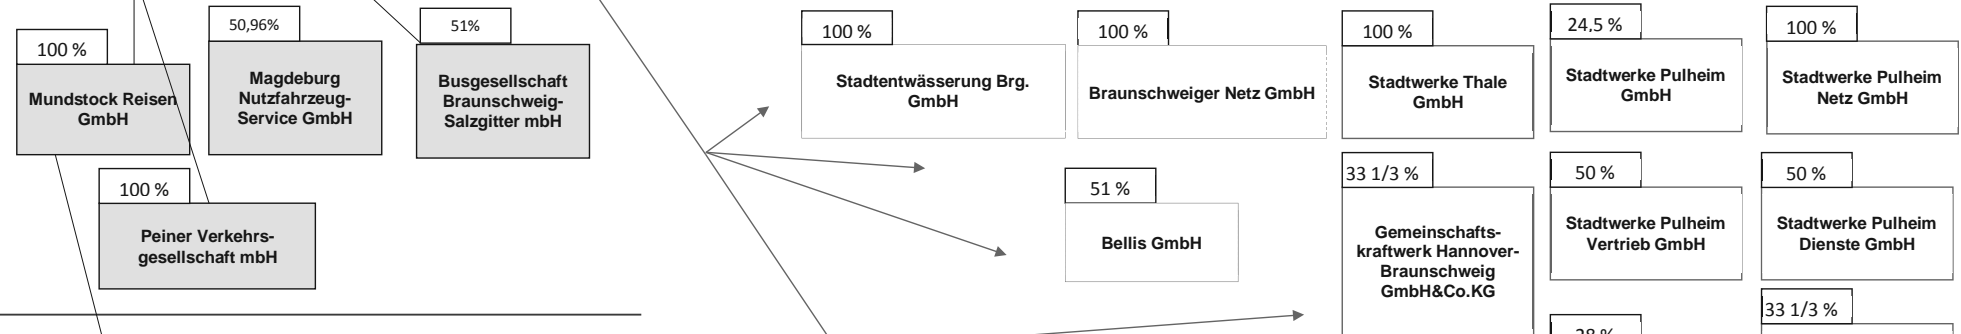 100 %
Mundstock Reisen
GmbH
50,96%
Magdeburg
Nutzfahrzeug-
Service GmbH
51%
Busgesellschaft
Braunschweig-
Salzgitter mbH
100 %
Peiner Verkehrs-
gesellschaft mbH
100 %
Stadtentwässerung Brg.
GmbH
100 %
Braunschweiger Netz GmbH
100 %
Stadtwerke Thale
GmbH
24,5 %
Stadtwerke Pulheim
GmbH
100 %
Stadtwerke Pulheim
Netz GmbH
51 %
Bellis GmbH
33 1/3 %
Gemeinschafts-
kraftwerk Hannover-
Braunschweig
GmbH&Co.KG
50 %
Stadtwerke Pulheim
Vertrieb GmbH
50 %
Stadtwerke Pulheim
Dienste GmbH
33 1/3 %